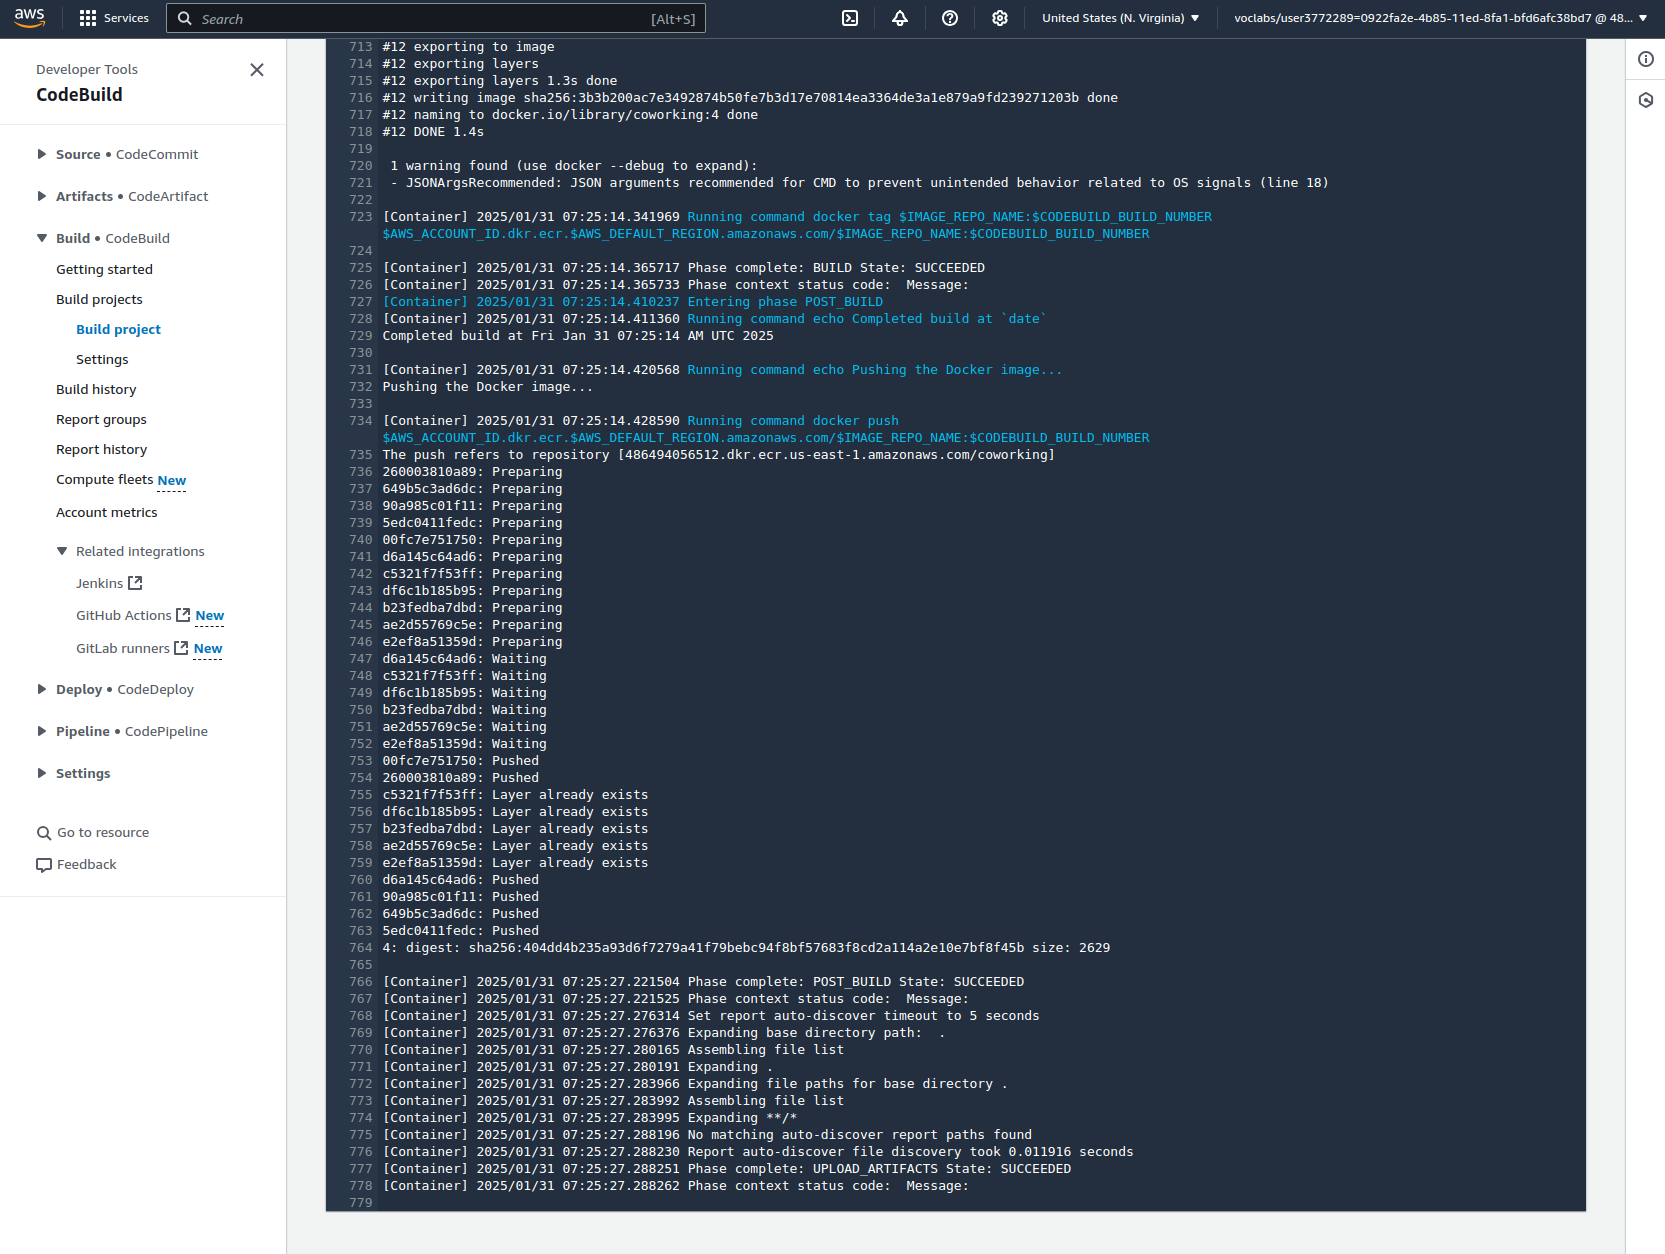 aws
Services
Search [Alt+S]
United States (N. Virginia)
voclabs/user3772289=0922fa2e-4b85-11ed-8fa1-bfd6afc38bd7 @ 48...
Developer Tools
CodeBuild
Source • CodeCommit
Artifacts • CodeArtifact
Build • CodeBuild
Getting started
Build projects
Build project
Settings
Build history
Report groups
Report history
Compute fleets New
Account metrics
Related integrations
Jenkins
GitHub Actions New
GitLab runners New
Deploy • CodeDeploy
Pipeline • CodePipeline
Settings
Go to resource
Feedback
713 #12 exporting to image
714 #12 exporting layers
715 #12 exporting layers 1.3s done
716 #12 writing image sha256:3b3b200ac7e3492874b50fe7b3d17e70814ea3364de3a1e879a9fd239271203b done
717 #12 naming to docker.io/library/coworking:4 done
718 #12 DONE 1.4s
719
720 1 warning found (use docker --debug to expand):
721 - JSONArgsRecommended: JSON arguments recommended for CMD to prevent unintended behavior related to OS signals (line 18)
722
723 [Container] 2025/01/31 07:25:14.341969 Running command docker tag $IMAGE_REPO_NAME:$CODEBUILD_BUILD_NUMBER
$AWS_ACCOUNT_ID.dkr.ecr.$AWS_DEFAULT_REGION.amazonaws.com/$IMAGE_REPO_NAME:$CODEBUILD_BUILD_NUMBER
724
725 [Container] 2025/01/31 07:25:14.365717 Phase complete: BUILD State: SUCCEEDED
726 [Container] 2025/01/31 07:25:14.365733 Phase context status code:  Message:
727 [Container] 2025/01/31 07:25:14.410237 Entering phase POST_BUILD
728 [Container] 2025/01/31 07:25:14.411360 Running command echo Completed build at `date`
729 Completed build at Fri Jan 31 07:25:14 AM UTC 2025
730
731 [Container] 2025/01/31 07:25:14.420568 Running command echo Pushing the Docker image...
732 Pushing the Docker image...
733
734 [Container] 2025/01/31 07:25:14.428590 Running command docker push
$AWS_ACCOUNT_ID.dkr.ecr.$AWS_DEFAULT_REGION.amazonaws.com/$IMAGE_REPO_NAME:$CODEBUILD_BUILD_NUMBER
735 The push refers to repository [486494056512.dkr.ecr.us-east-1.amazonaws.com/coworking]
736 260003810a89: Preparing
737 649b5c3ad6dc: Preparing
738 90a985c01f11: Preparing
739 5edc0411fedc: Preparing
740 00fc7e751750: Preparing
741 d6a145c64ad6: Preparing
742 c5321f7f53ff: Preparing
743 df6c1b185b95: Preparing
744 b23fedba7dbd: Preparing
745 ae2d55769c5e: Preparing
746 e2ef8a51359d: Preparing
747 d6a145c64ad6: Waiting
748 c5321f7f53ff: Waiting
749 df6c1b185b95: Waiting
750 b23fedba7dbd: Waiting
751 ae2d55769c5e: Waiting
752 e2ef8a51359d: Waiting
753 00fc7e751750: Pushed
754 260003810a89: Pushed
755 c5321f7f53ff: Layer already exists
756 df6c1b185b95: Layer already exists
757 b23fedba7dbd: Layer already exists
758 ae2d55769c5e: Layer already exists
759 e2ef8a51359d: Layer already exists
760 d6a145c64ad6: Pushed
761 90a985c01f11: Pushed
762 649b5c3ad6dc: Pushed
763 5edc0411fedc: Pushed
764 4: digest: sha256:404dd4b235a93d6f7279a41f79bebc94f8bf57683f8cd2a114a2e10e7bf8f45b size: 2629
765
766 [Container] 2025/01/31 07:25:27.221504 Phase complete: POST_BUILD State: SUCCEEDED
767 [Container] 2025/01/31 07:25:27.221525 Phase context status code:  Message:
768 [Container] 2025/01/31 07:25:27.276314 Set report auto-discover timeout to 5 seconds
769 [Container] 2025/01/31 07:25:27.276376 Expanding base directory path:  .
770 [Container] 2025/01/31 07:25:27.280165 Assembling file list
771 [Container] 2025/01/31 07:25:27.280191 Expanding .
772 [Container] 2025/01/31 07:25:27.283966 Expanding file paths for base directory .
773 [Container] 2025/01/31 07:25:27.283992 Assembling file list
774 [Container] 2025/01/31 07:25:27.283995 Expanding **/*
775 [Container] 2025/01/31 07:25:27.288196 No matching auto-discover report paths found
776 [Container] 2025/01/31 07:25:27.288230 Report auto-discover file discovery took 0.011916 seconds
777 [Container] 2025/01/31 07:25:27.288251 Phase complete: UPLOAD_ARTIFACTS State: SUCCEEDED
778 [Container] 2025/01/31 07:25:27.288262 Phase context status code:  Message:
779